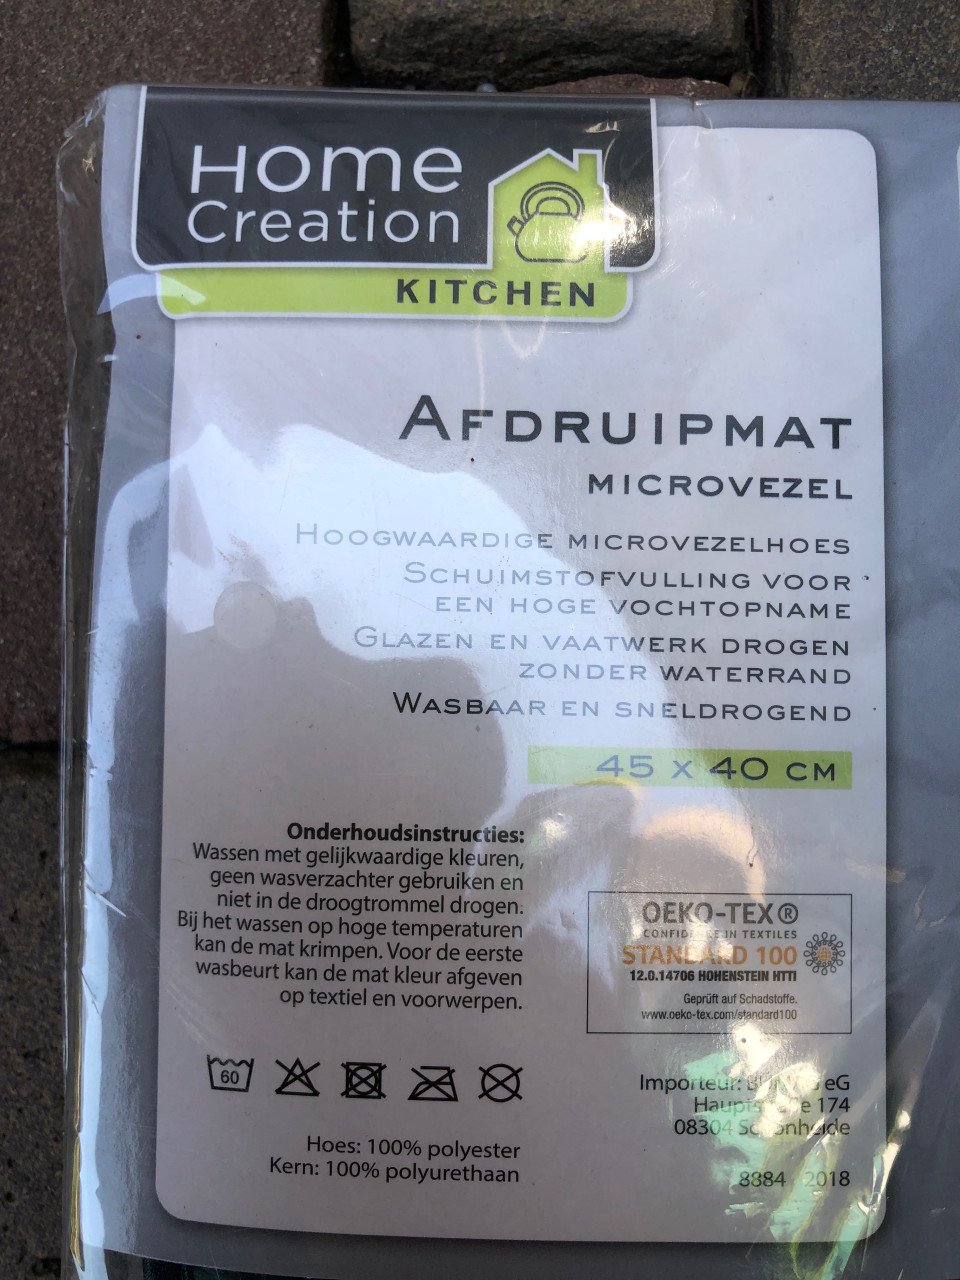 Home
Creation
KITCHEN
AFDRUIPMAT
MICROVEZEL
HOOGWAARDIGE MICROVEZELHOES
SCHUIMSTOFVULLING VOOR
EEN HOGE VOCHTOPNAME
GLAZEN EN VAATWERK DROGEN
ZONDER WATERRAND
WASBAAR EN SNELDROGEND
45 x 40 CM
Onderhoudsinstructies:
Wassen met gelijkwaardige kleuren,
geen wasverzachter gebruiken en
niet in de droogtrommel drogen.
Bij het wassen op hoge temperaturen
kan de mat krimpen. Voor de eerste
wasbeurt kan de mat kleur afgeven
op textiel en voorwerpen.
60
Hoes: 100% polyester
Kern: 100% polyurethaan
OEKO-TEX®
CONFIDENCE IN TEXTILES
STANDARD 100
12.0.14706 HOHENSTEIN HTTI
Geprüft auf Schadstoffe.
www.oeko-tex.com/standard100
Importeur: eG
174
08304 Schönheide
8384 2018